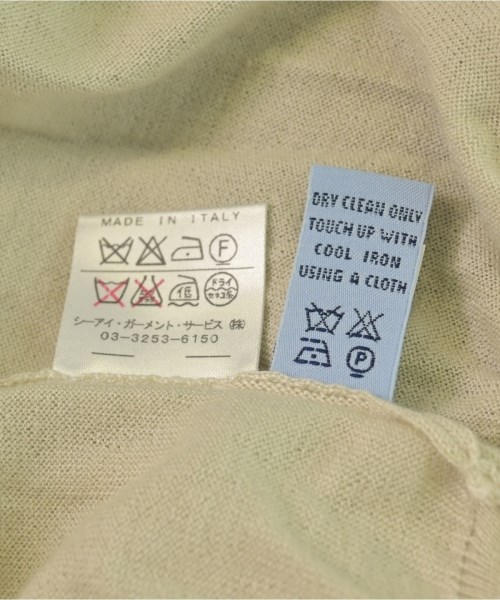 MADE IN ITALY
F
低
ドライ
セキユ系
シーアイ・ガーメント・サービス (株)
03-3253-6150
DRY CLEAN ONLY
TOUCH UP WITH
COOL IRON
USING A CLOTH
P